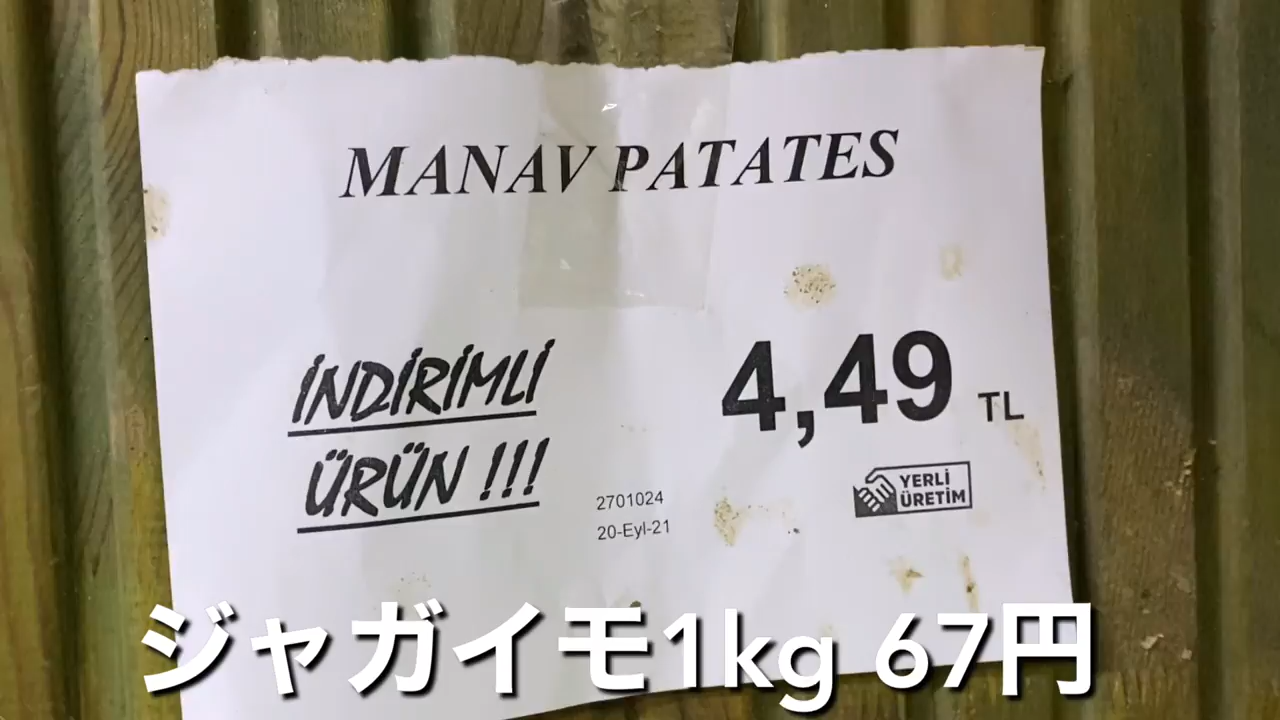 MANAV PATATES
İNDİRİMLİ
ÜRÜN !!!
4,49 TL
YERLİ
ÜRETİM
2701024
20-Eyl-21
ジャガイモ1kg 67円